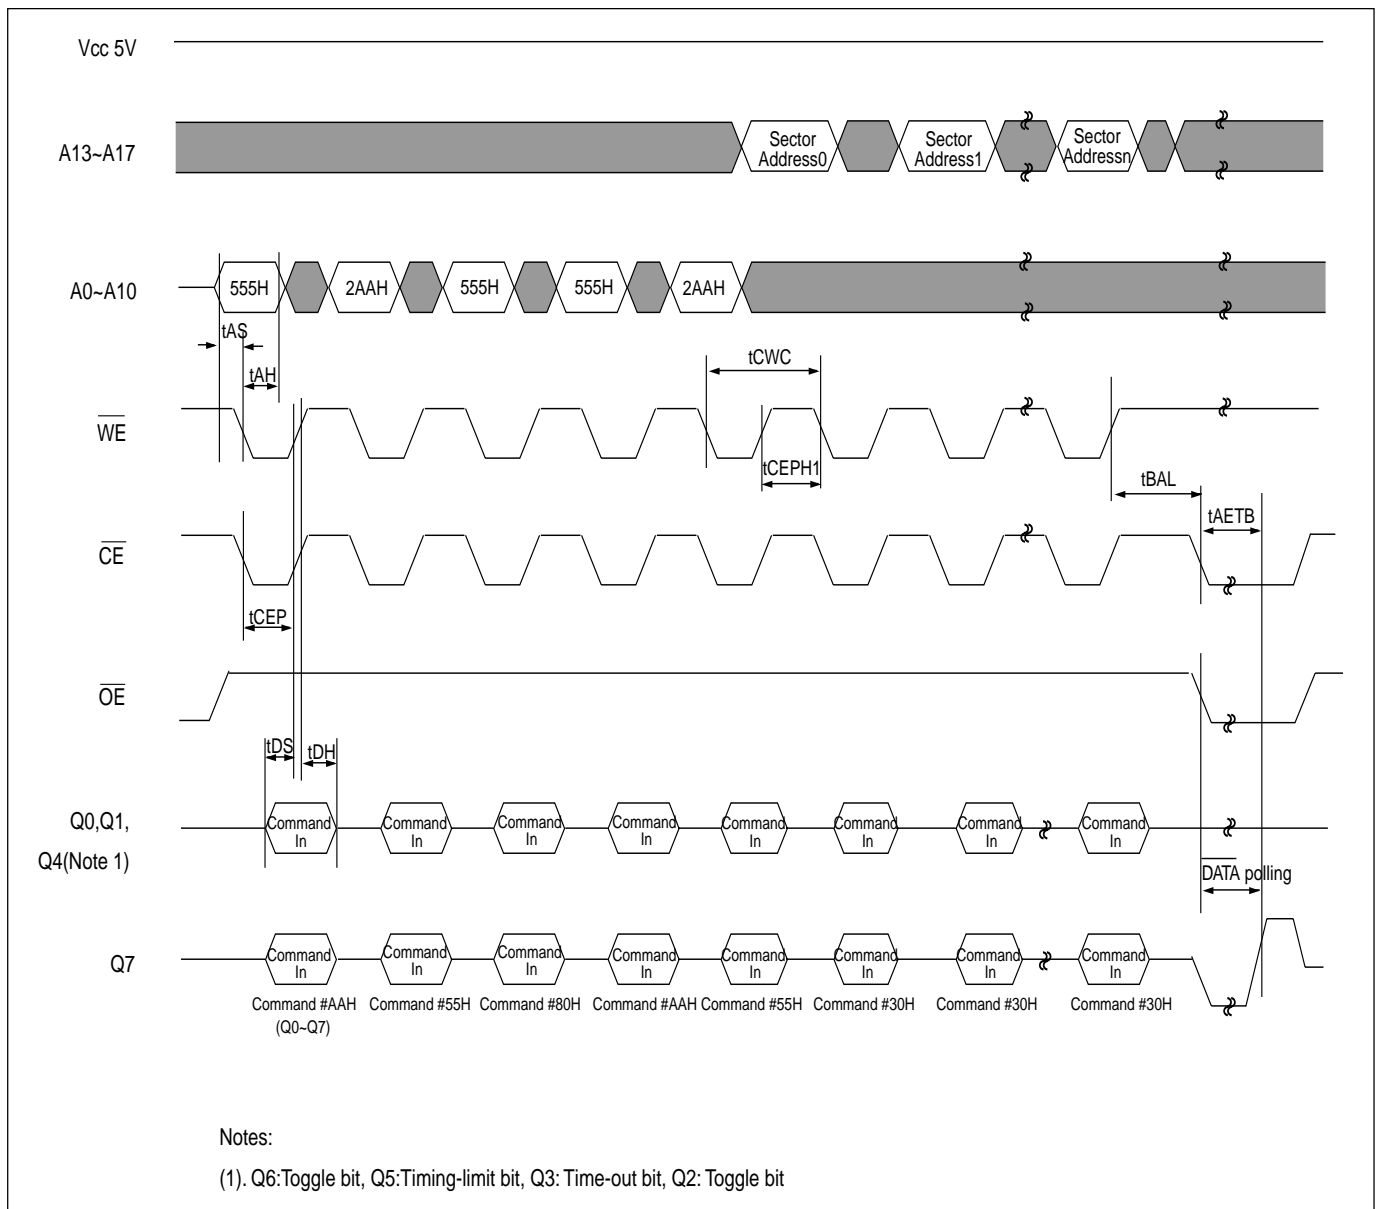 Vcc 5V
A13~A17
Sector
Address0
Sector
Address1
Sector
Addressn
A0~A10
555H
2AAH
555H
555H
2AAH
tAS
tAH
tCWC
WE
tCEPH1
tBAL
tAETB
CE
tCEP
OE
tDS
tDH
Q0,Q1,
Q4(Note 1)
Command
In
Command
In
Command
In
Command
In
Command
In
Command
In
Command
In
Command
In
DATA polling
Q7
Command
In
Command
In
Command
In
Command
In
Command
In
Command
In
Command
In
Command
In
Command #AAH
(Q0~Q7)
Command #55H
Command #80H
Command #AAH
Command #55H
Command #30H
Command #30H
Command #30H
Notes:
(1). Q6:Toggle bit, Q5:Timing-limit bit, Q3: Time-out bit, Q2: Toggle bit